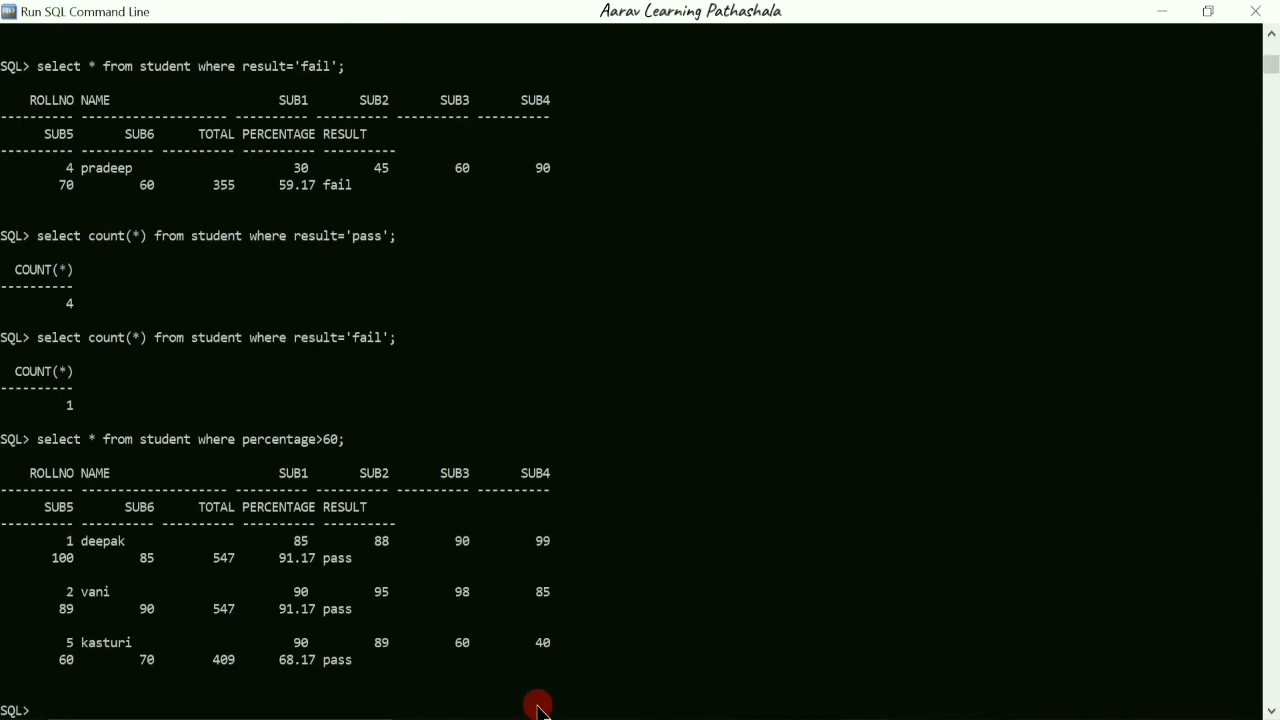 Run SQL Command Line
Aarav Learning Pathashala
SQL> select * from student where result='fail';
ROLLNO NAME SUB1 SUB2 SUB3 SUB4
---------- -------------------- ---------- ---------- ---------- ----------
SUB5 SUB6 TOTAL PERCENTAGE RESULT
---------- ---------- ---------- ---------- ----------
4 pradeep 30 45 60 90
70 60 355 59.17 fail
SQL> select count(*) from student where result='pass';
COUNT(*)
----------
4
SQL> select count(*) from student where result='fail';
COUNT(*)
----------
1
SQL> select * from student where percentage>60;
ROLLNO NAME SUB1 SUB2 SUB3 SUB4
---------- -------------------- ---------- ---------- ---------- ----------
SUB5 SUB6 TOTAL PERCENTAGE RESULT
---------- ---------- ---------- ---------- ----------
1 deepak 85 88 90 99
100 85 547 91.17 pass
2 vani 90 95 98 85
89 90 547 91.17 pass
5 kasturi 90 89 60 40
60 70 409 68.17 pass
SQL>